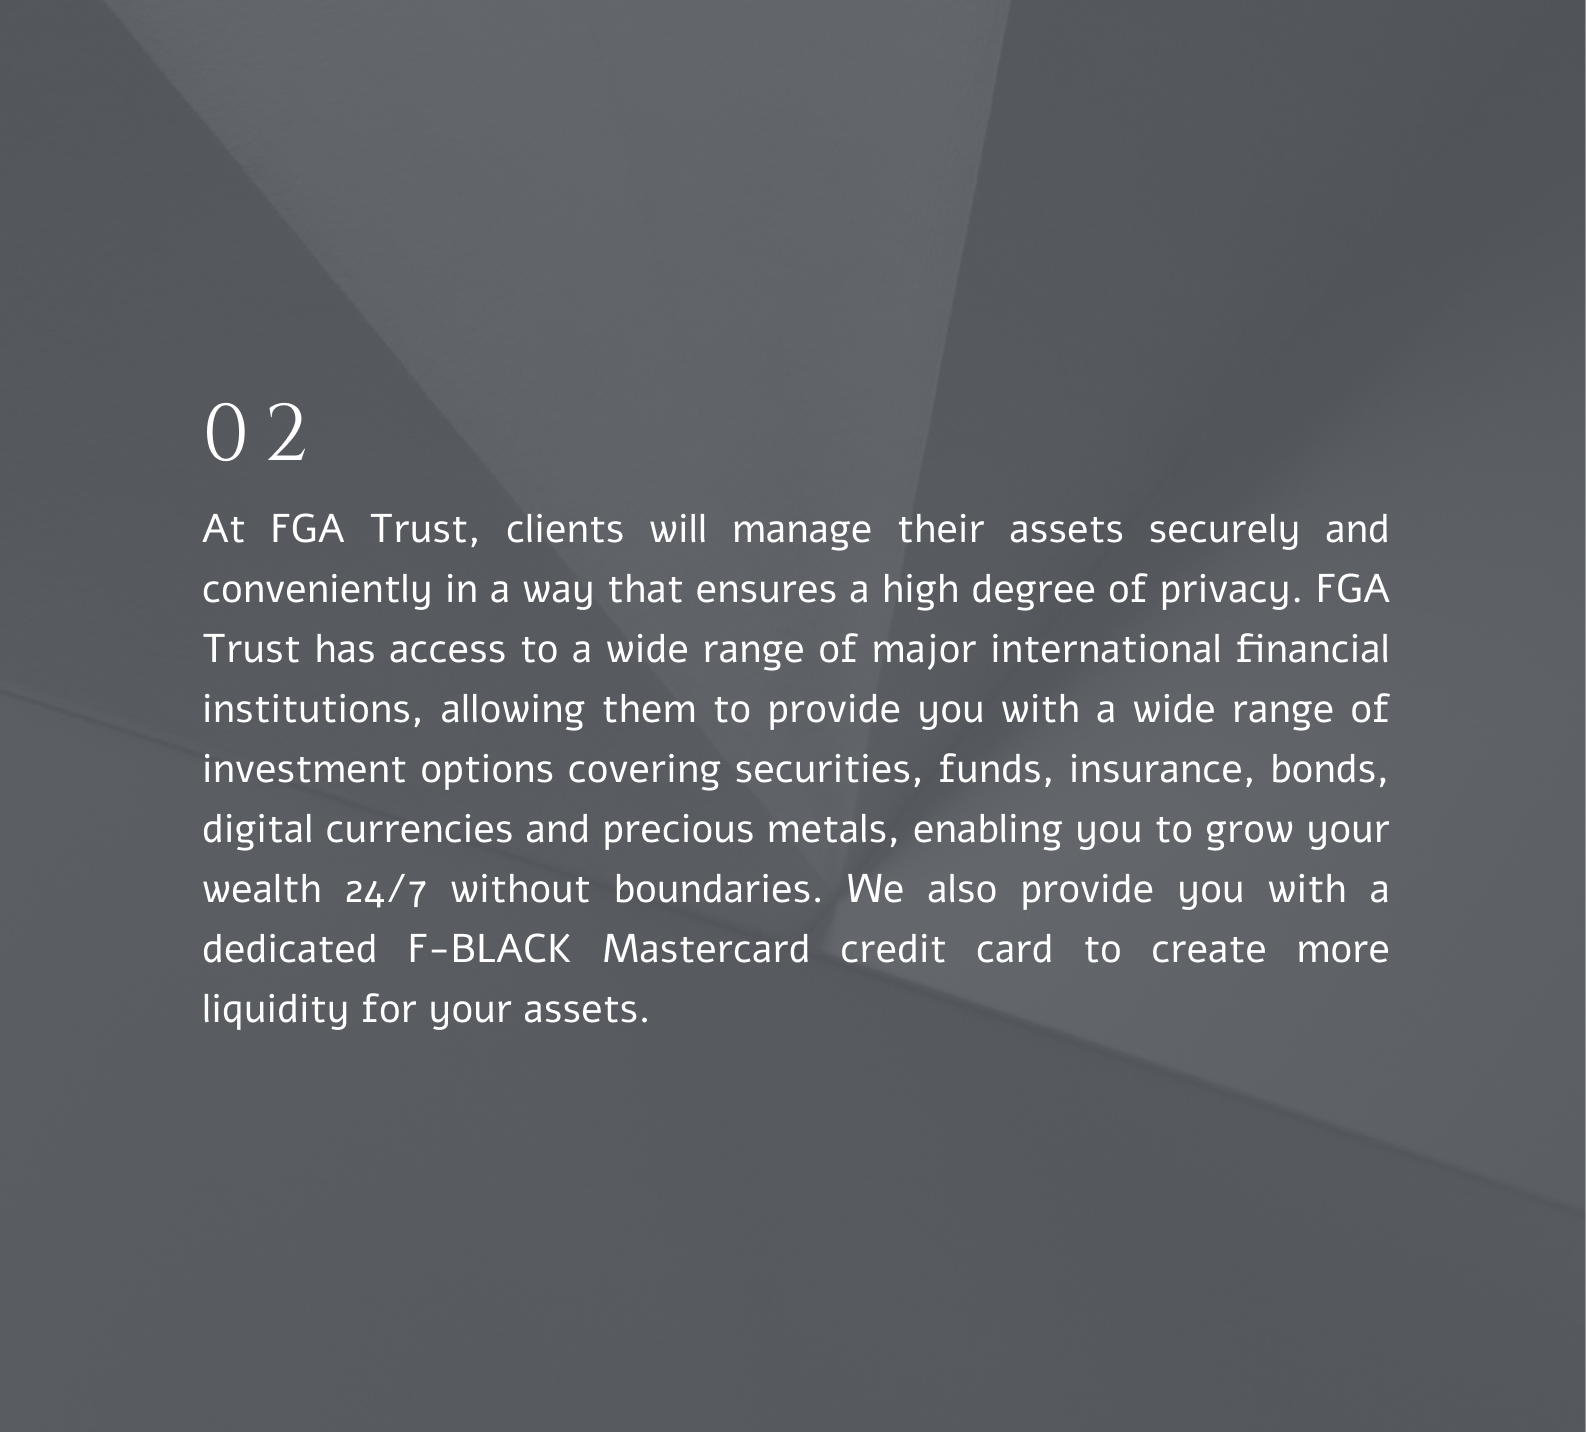 02
At FGA Trust, clients will manage their assets securely and
conveniently in a way that ensures a high degree of privacy. FGA
Trust has access to a wide range of major international financial
institutions, allowing them to provide you with a wide range of
investment options covering securities, funds, insurance, bonds,
digital currencies and precious metals, enabling you to grow your
wealth 24/7 without boundaries. We also provide you with a
dedicated F-BLACK Mastercard credit card to create more
liquidity for your assets.